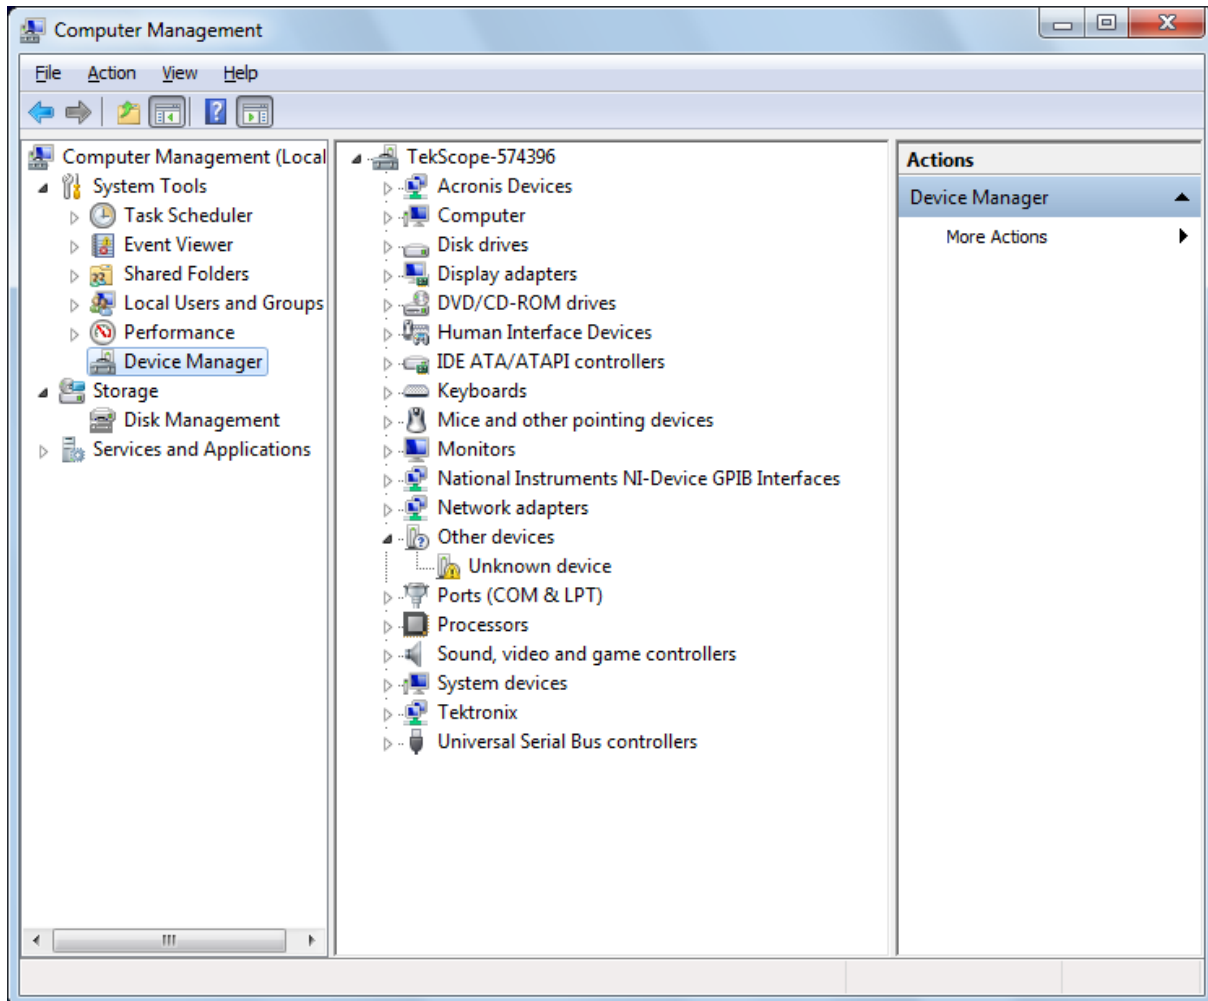 Computer Management
File Action View Help
Computer Management (Local
System Tools
Task Scheduler
Event Viewer
Shared Folders
Local Users and Groups
Performance
Device Manager
Storage
Disk Management
Services and Applications
TekScope-574396
Acronis Devices
Computer
Disk drives
Display adapters
DVD/CD-ROM drives
Human Interface Devices
IDE ATA/ATAPI controllers
Keyboards
Mice and other pointing devices
Monitors
National Instruments NI-Device GPIB Interfaces
Network adapters
Other devices
Unknown device
Ports (COM & LPT)
Processors
Sound, video and game controllers
System devices
Tektronix
Universal Serial Bus controllers
Actions
Device Manager
More Actions